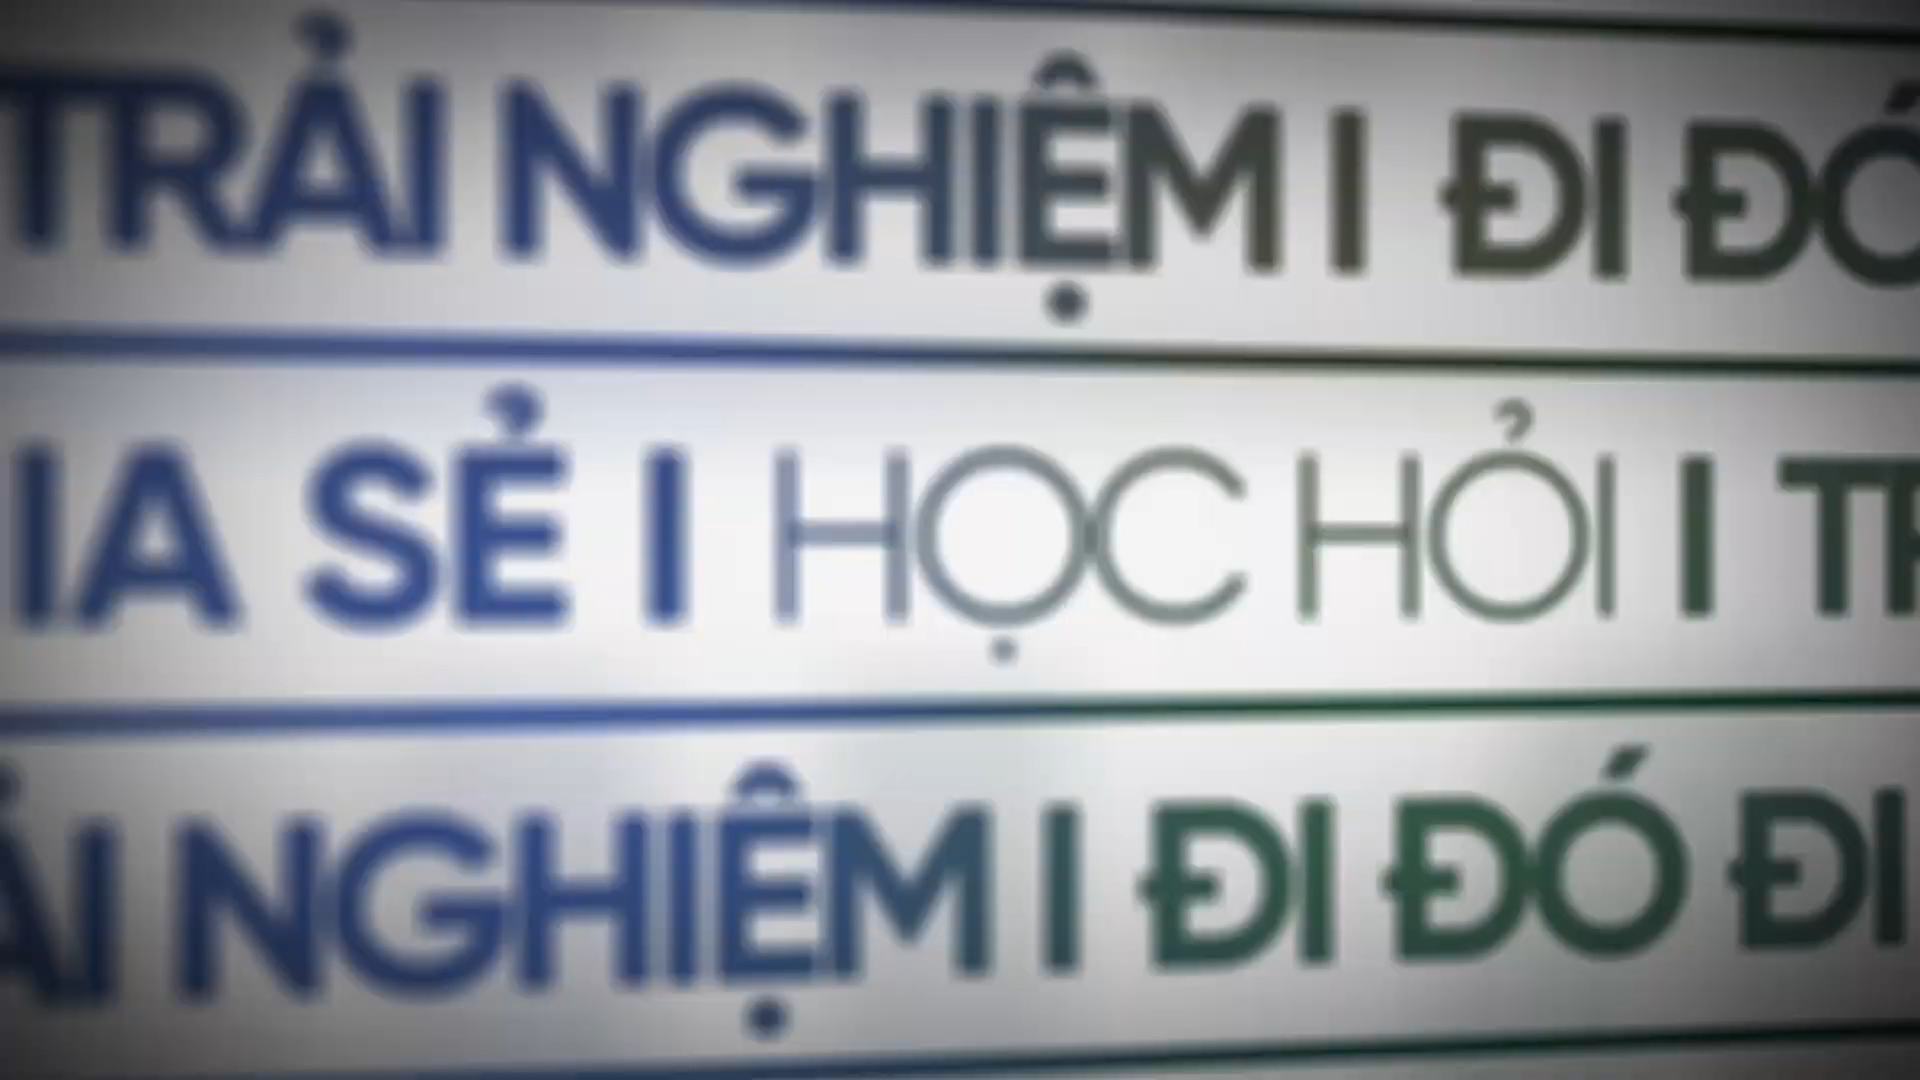 TRẢI NGHIỆM I ĐI ĐÓ
IA SẺ I HỌC HỎI I TR
ẢI NGHIỆM I ĐI ĐÓ ĐI